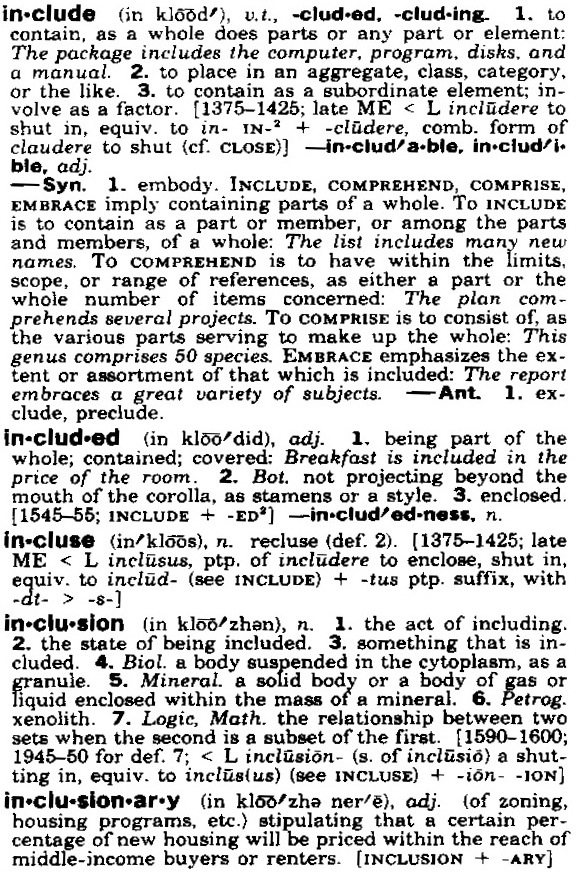 in•clude (in klo͞od′), v.t., -clud•ed, -clud•ing. 1. to
contain, as a whole does parts or any part or element:
The package includes the computer, program, disks, and
a manual. 2. to place in an aggregate, class, category,
or the like. 3. to contain as a subordinate element; in-
volve as a factor. [1375–1425; late ME < L inclūdere to
shut in, equiv. to in- IN-² + -clūdere, comb. form of
claudere to shut (cf. CLOSE)] —in•clud′a•ble, in•clud′i•
ble, adj.
—Syn. 1. embody. INCLUDE, COMPREHEND, COMPRISE,
EMBRACE imply containing parts of a whole. To INCLUDE
is to contain as a part or member, or among the parts
and members, of a whole: The list includes many new
names. To COMPREHEND is to have within the limits,
scope, or range of references, as either a part or the
whole number of items concerned: The plan com-
prehends several projects. To COMPRISE is to consist of, as
the various parts serving to make up the whole: This
genus comprises 50 species. EMBRACE emphasizes the ex-
tent or assortment of that which is included: The report
embraces a great variety of subjects. —Ant. 1. ex-
clude, preclude.
in•clud•ed (in klo͞o′did), adj. 1. being part of the
whole; contained; covered: Breakfast is included in the
price of the room. 2. Bot. not projecting beyond the
mouth of the corolla, as stamens or a style. 3. enclosed.
[1545–55; INCLUDE + -ED²] —in•clud′ed•ness, n.
in•cluse (in′klo͞os), n. recluse (def. 2). [1375–1425; late
ME < L inclūsus, ptp. of inclūdere to enclose, shut in,
equiv. to inclūd- (see INCLUDE) + -tus ptp. suffix, with
-dt- > -s-]
in•clu•sion (in klo͞o′zhən), n. 1. the act of including.
2. the state of being included. 3. something that is in-
cluded. 4. Biol. a body suspended in the cytoplasm, as a
granule. 5. Mineral. a solid body or a body of gas or
liquid enclosed within the mass of a mineral. 6. Petrog.
xenolith. 7. Logic, Math. the relationship between two
sets when the second is a subset of the first. [1590–1600;
1945–50 for def. 7; < L inclūsiōn- (s. of inclūsiō) a shut-
ting in, equiv. to inclūs(us) (see INCLUSE) + -iōn- -ION]
in•clu•sion•ar•y (in klo͞o′zhə ner′ē), adj. (of zoning,
housing programs, etc.) stipulating that a certain per-
centage of new housing will be priced within the reach of
middle-income buyers or renters. [INCLUSION + -ARY]